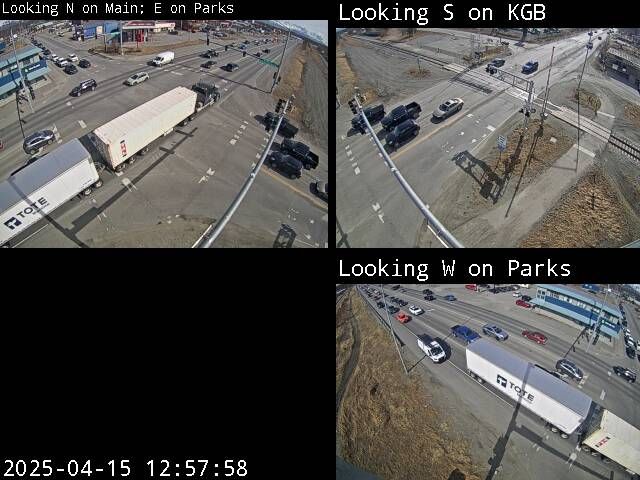 Looking N on Main; E on Parks
Looking S on KGB
TOTE
Looking W on Parks
TOTE
2025-04-15 12:57:58